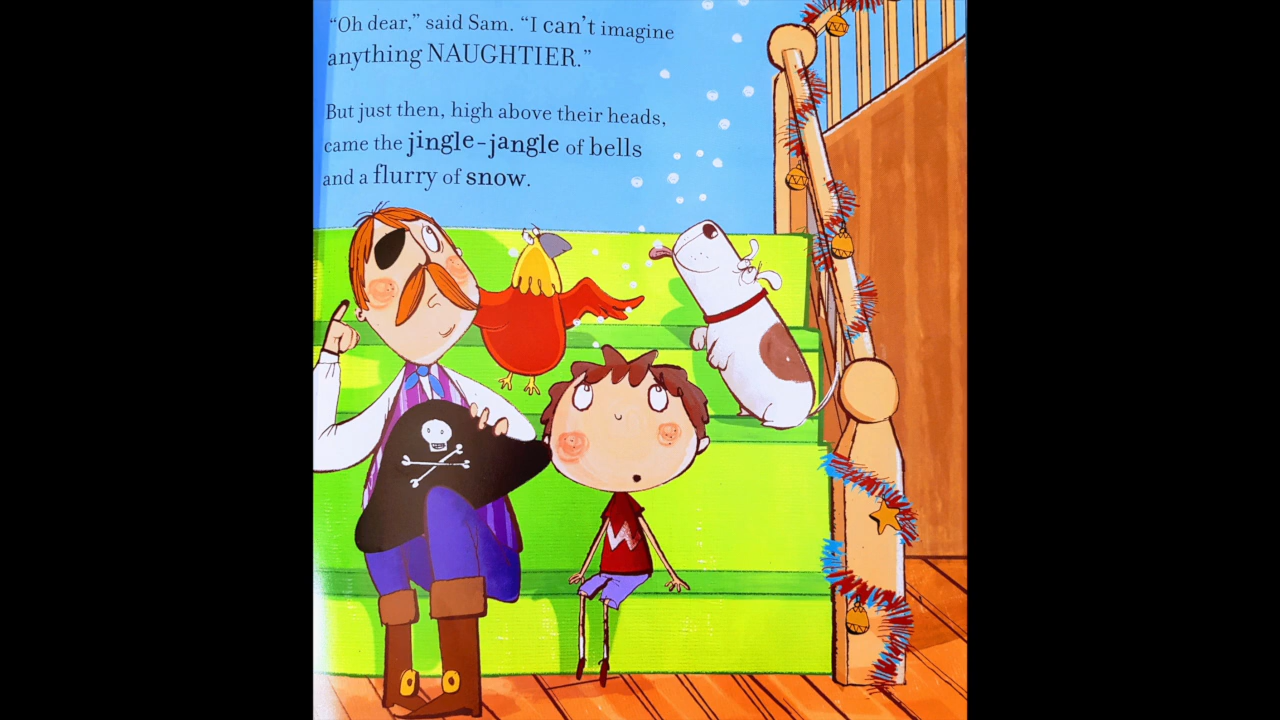 “Oh dear,” said Sam. “I can’t imagine
anything NAUGHTIER.”
But just then, high above their heads,
came the jingle-jangle of bells
and a flurry of snow.